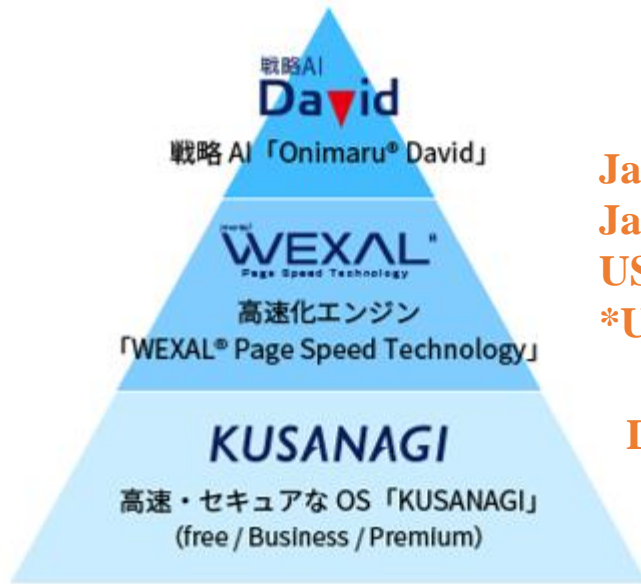 戦略AI
David
戦略 AI「Onimaru® David」
WEXAL®
Page Speed Technology
高速化エンジン
「WEXAL® Page Speed Technology」
KUSANAGI
高速・セキュアな OS「KUSANAGI」
(free / Business / Premium)
Ja
Ja
US
*U